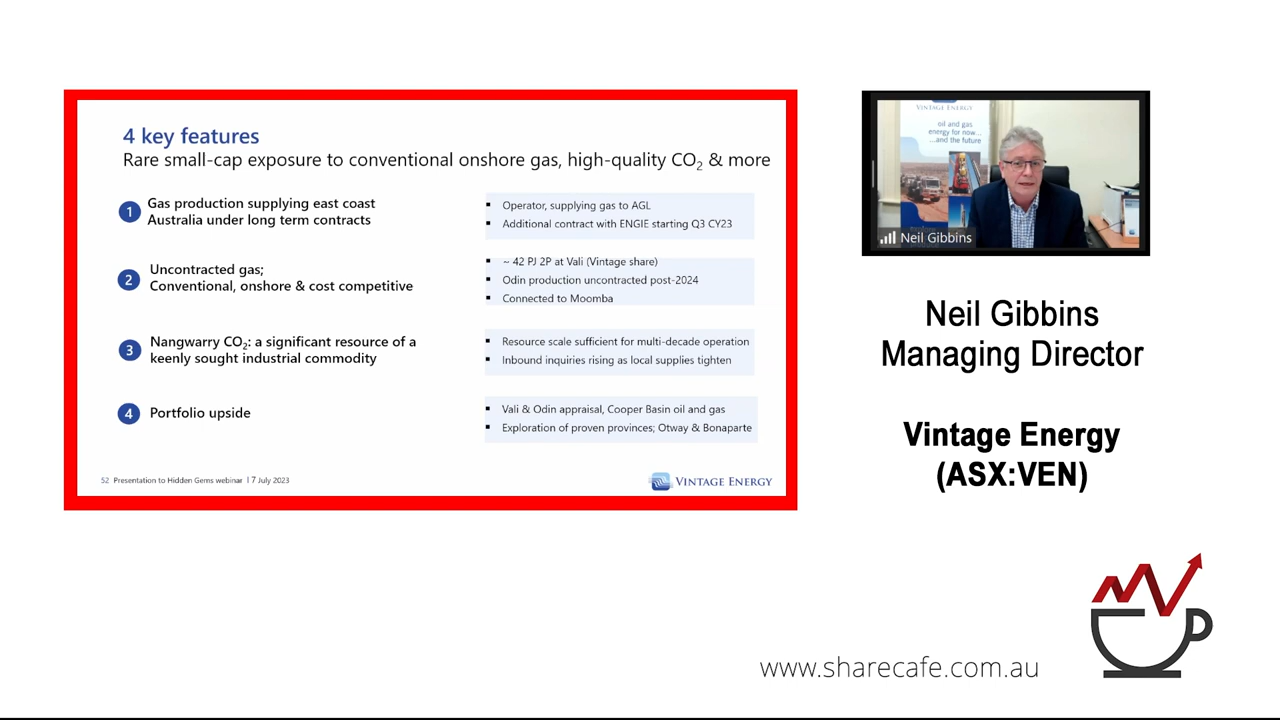 4 key features
Rare small-cap exposure to conventional onshore gas, high-quality CO₂ & more
1
Gas production supplying east coast
Australia under long term contracts
▪ Operator, supplying gas to AGL
▪ Additional contract with ENGIE starting Q3 CY23
2
Uncontracted gas;
Conventional, onshore & cost competitive
▪ ~ 42 PJ 2P at Vali (Vintage share)
▪ Odin production uncontracted post-2024
▪ Connected to Moomba
3
Nangwarry CO₂: a significant resource of a
keenly sought industrial commodity
▪ Resource scale sufficient for multi-decade operation
▪ Inbound inquiries rising as local supplies tighten
4
Portfolio upside
▪ Vali & Odin appraisal, Cooper Basin oil and gas
▪ Exploration of proven provinces; Otway & Bonaparte
52 Presentation to Hidden Gems webinar | 7 July 2023
VINTAGE ENERGY
VINTAGE ENERGY
oil and gas
energy for now...
...and the future
Neil Gibbins
Neil Gibbins
Managing Director
Vintage Energy
(ASX:VEN)
www.sharecafe.com.au